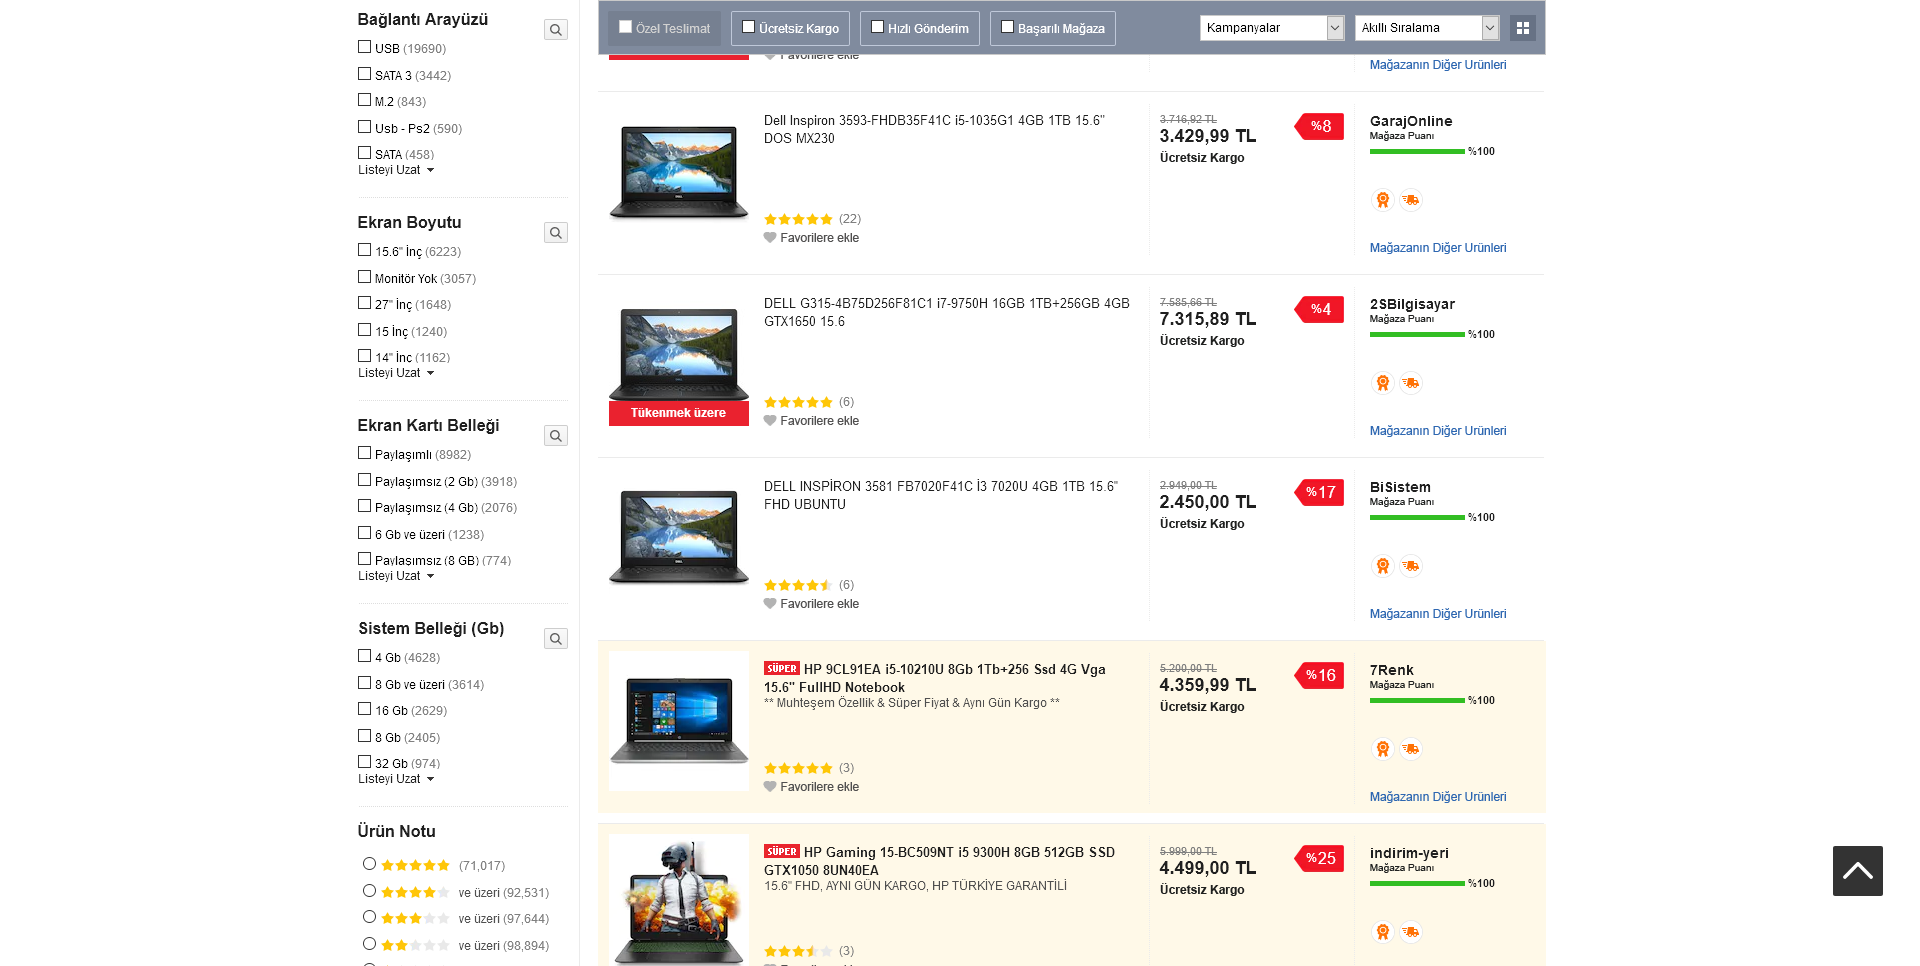 Bağlantı Arayüzü
USB (19690)
SATA 3 (3442)
M.2 (843)
Usb - Ps2 (590)
SATA (458)
Listeyi Uzat
Ekran Boyutu
15.6" İnç (6223)
Monitör Yok (3057)
27" İnç (1648)
15 İnç (1240)
14" İnç (1162)
Listeyi Uzat
Ekran Kartı Belleği
Paylaşımlı (8982)
Paylaşımsız (2 Gb) (3918)
Paylaşımsız (4 Gb) (2076)
6 Gb ve üzeri (1238)
Paylaşımsız (8 GB) (774)
Listeyi Uzat
Sistem Belleği (Gb)
4 Gb (4628)
8 Gb ve üzeri (3614)
16 Gb (2629)
8 Gb (2405)
32 Gb (974)
Listeyi Uzat
Ürün Notu
(71,017)
ve üzeri (92,531)
ve üzeri (97,644)
ve üzeri (98,894)
Özel Teslimat
Ücretsiz Kargo
Hızlı Gönderim
Başarılı Mağaza
Kampanyalar
Akıllı Sıralama
Favorilere ekle
Mağazanın Diğer Ürünleri
Dell Inspiron 3593-FHDB35F41C i5-1035G1 4GB 1TB 15.6"
DOS MX230
(22)
Favorilere ekle
3.716,92 TL
3.429,99 TL
Ücretsiz Kargo
%8
GarajOnline
Mağaza Puanı
%100
Mağazanın Diğer Ürünleri
DELL G315-4B75D256F81C1 i7-9750H 16GB 1TB+256GB 4GB
GTX1650 15.6
Tükenmek üzere
(6)
Favorilere ekle
7.585,66 TL
7.315,89 TL
Ücretsiz Kargo
%4
2SBilgisayar
Mağaza Puanı
%100
Mağazanın Diğer Ürünleri
DELL INSPİRON 3581 FB7020F41C İ3 7020U 4GB 1TB 15.6"
FHD UBUNTU
(6)
Favorilere ekle
2.949,00 TL
2.450,00 TL
Ücretsiz Kargo
%17
BiSistem
Mağaza Puanı
%100
Mağazanın Diğer Ürünleri
SÜPER HP 9CL91EA i5-10210U 8Gb 1Tb+256 Ssd 4G Vga
15.6" FullHD Notebook
** Muhteşem Özellik & Süper Fiyat & Aynı Gün Kargo **
(3)
Favorilere ekle
5.200,00 TL
4.359,99 TL
Ücretsiz Kargo
%16
7Renk
Mağaza Puanı
%100
Mağazanın Diğer Ürünleri
SÜPER HP Gaming 15-BC509NT i5 9300H 8GB 512GB SSD
GTX1050 8UN40EA
15.6" FHD, AYNI GÜN KARGO, HP TÜRKİYE GARANTİLİ
(3)
5.999,00 TL
4.499,00 TL
Ücretsiz Kargo
%25
indirim-yeri
Mağaza Puanı
%100